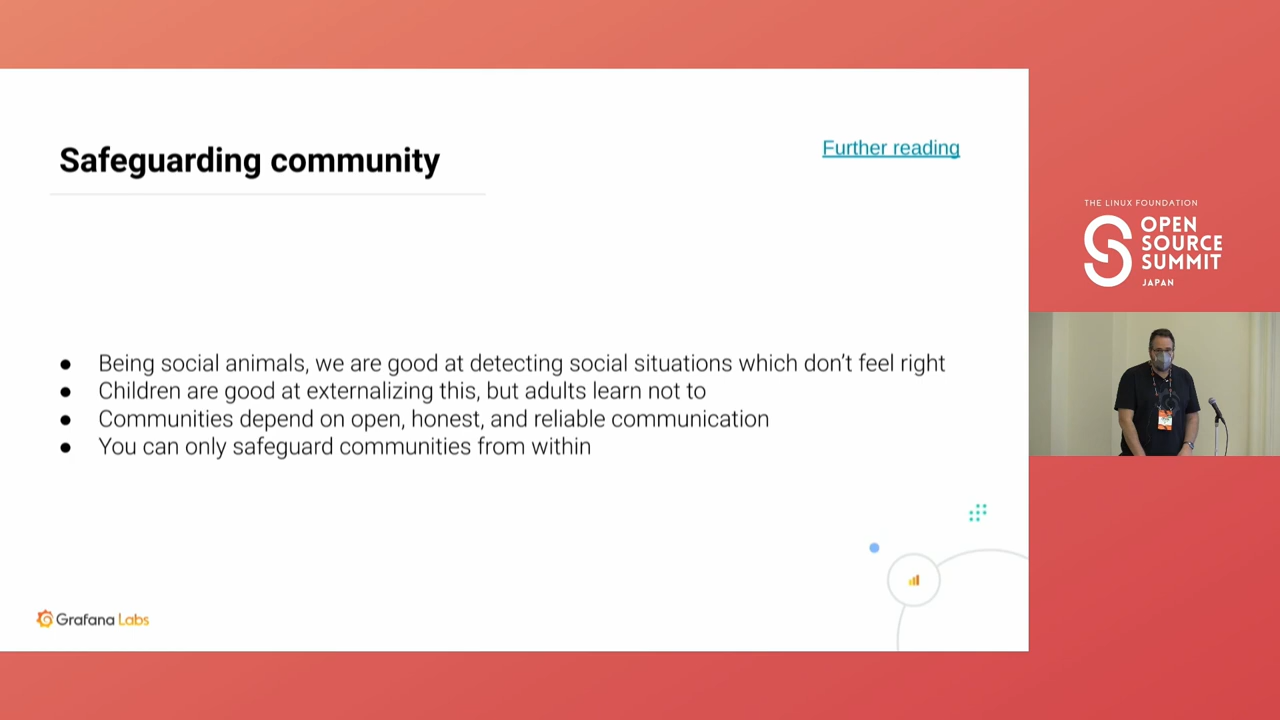 Safeguarding community
Further reading
● Being social animals, we are good at detecting social situations which don’t feel right
● Children are good at externalizing this, but adults learn not to
● Communities depend on open, honest, and reliable communication
● You can only safeguard communities from within
Grafana Labs
THE LINUX FOUNDATION
OPEN
SOURCE
SUMMIT
JAPAN